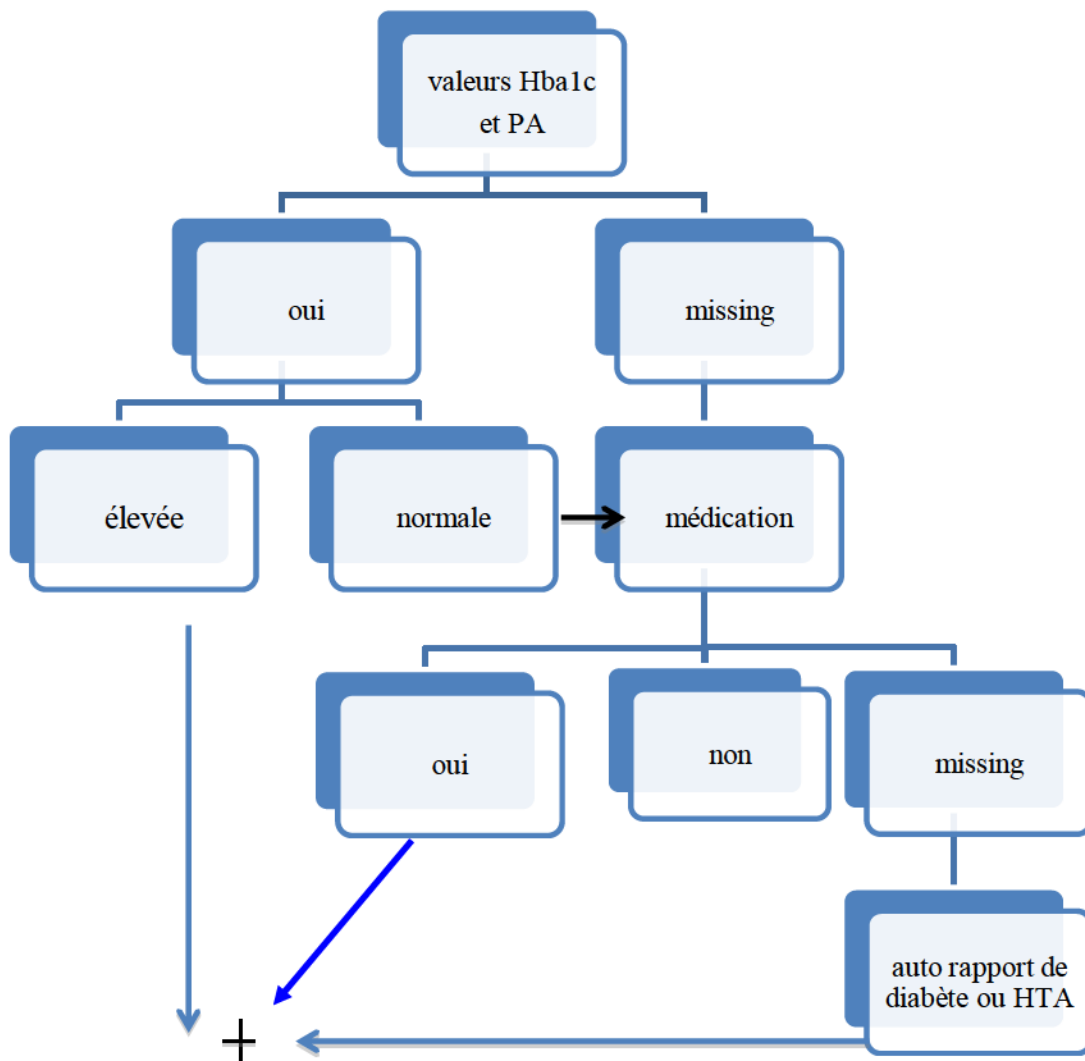 valeurs Hba1c
et PA
oui
missing
élevée
normale
médication
oui
non
missing
auto rapport de
diabète ou HTA
+